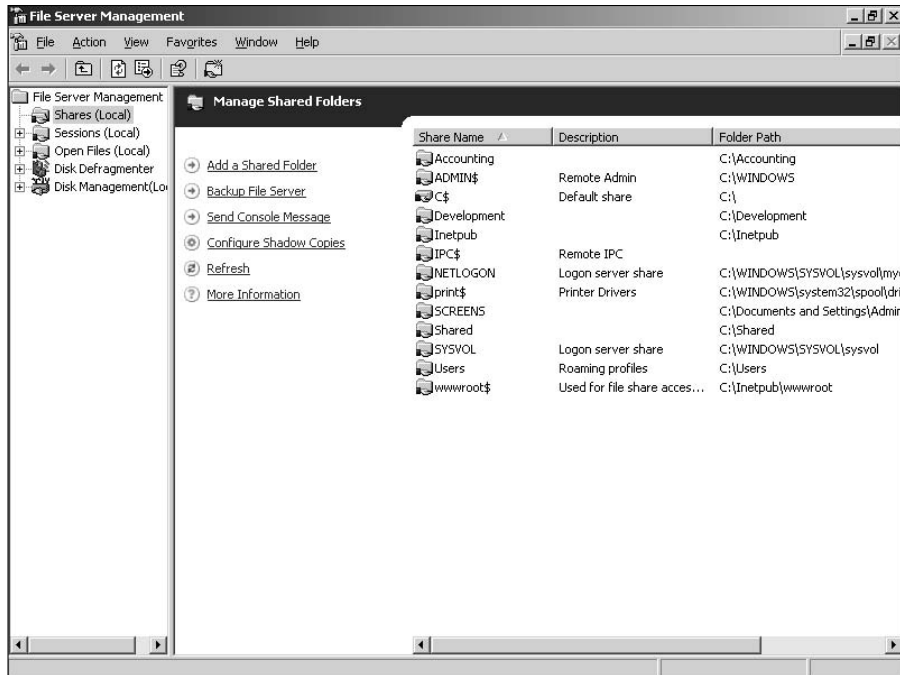 File Server Management
File Action View Favorites Window Help
File Server Management
Shares (Local)
Sessions (Local)
Open Files (Local)
Disk Defragmenter
Disk Management(Lo
Manage Shared Folders
Add a Shared Folder
Backup File Server
Send Console Message
Configure Shadow Copies
Refresh
More Information
Share Name Description Folder Path
Accounting C:\Accounting
ADMIN$ Remote Admin C:\WINDOWS
C$ Default share C:\
Development C:\Development
Inetpub C:\Inetpub
IPC$ Remote IPC
NETLOGON Logon server share C:\WINDOWS\SYSVOL\sysvol\my
print$ Printer Drivers C:\WINDOWS\system32\spool\dri
SCREENS C:\Documents and Settings\Admir
Shared C:\Shared
SYSVOL Logon server share C:\WINDOWS\SYSVOL\sysvol
Users Roaming profiles C:\Users
wwwroot$ Used for file share acces... C:\Inetpub\wwwroot